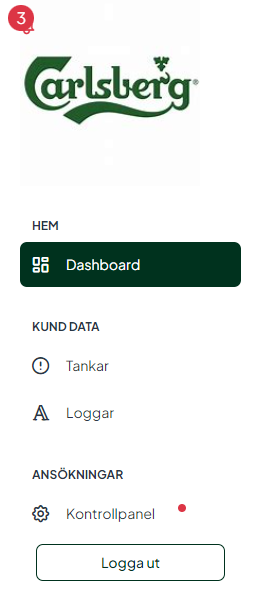 3
Carlsberg®
HEM
Dashboard
KUND DATA
Tankar
Loggar
ANSÖKNINGAR
Kontrollpanel
Logga ut